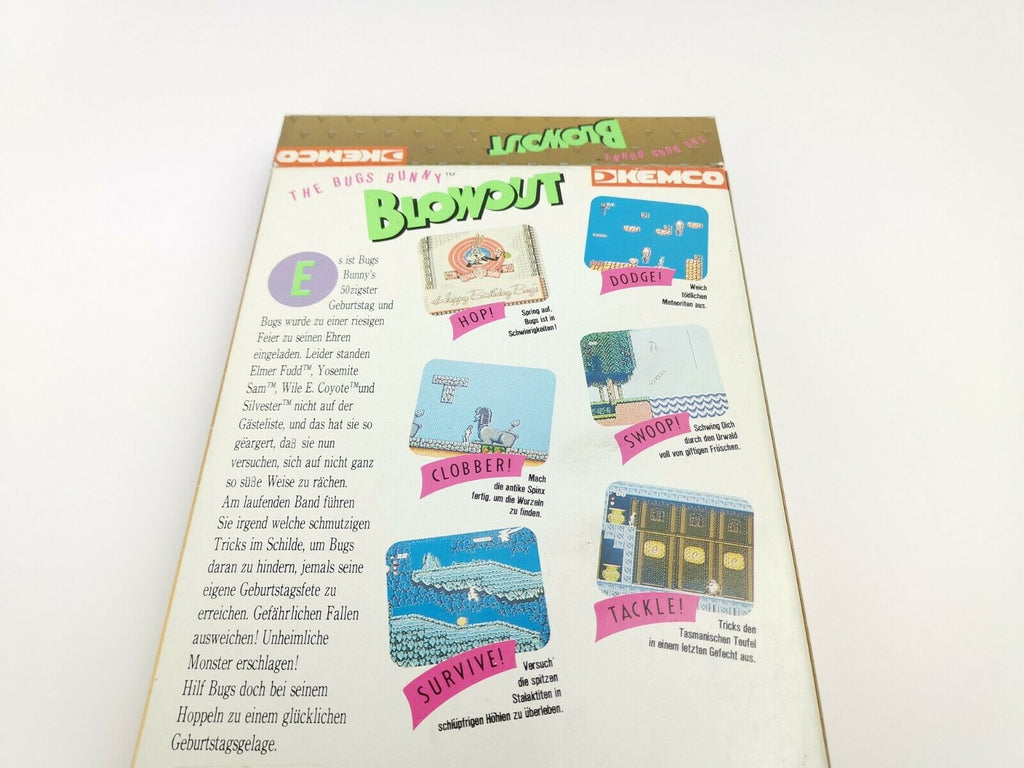 THE BUGS BUNNY
BLOWOUT
KEMCO
THE BUGS BUNNY™
BLOWOUT
KEMCO
Es ist Bugs
Bunny's
50zigster
Geburtstag und
Bugs wurde zu einer riesigen
Feier zu seinen Ehren
eingeladen. Leider standen
Elmer Fudd™, Yosemite
Sam™, Wile E. Coyote™und
Silvester™ nicht auf der
Gästeliste, und das hat sie so
geärgert, daß sie nun
versuchen, sich auf nicht ganz
so süße Weise zu rächen.
Am laufenden Band führen
Sie irgend welche schmutzigen
Tricks im Schilde, um Bugs
daran zu hindern, jemals seine
eigene Geburtstagsfete zu
erreichen. Gefährlichen Fallen
ausweichen! Unheimliche
Monster erschlagen!
Hilf Bugs doch bei seinem
Hoppeln zu einem glücklichen
Geburtstagsgelage.
Happy Birthday Bugs
HOP!
Spring auf.
Bugs ist in
Schwierigkeiten!
DODGE!
Weich
tödlichen
Meteoriten aus.
CLOBBER!
Mach
die antike Spinx
fertig, um die Wurzeln
zu finden.
SWOOP!
Schwing Dich
durch den Urwald
voll von giftigen Fröschen.
SURVIVE!
Versuch'
die spitzen
Stalaktiten in
schlüpfrigen Höhlen zu überleben.
TACKLE!
Tricks den
Tasmanischen Teufel
in einem letzten Gefecht aus.